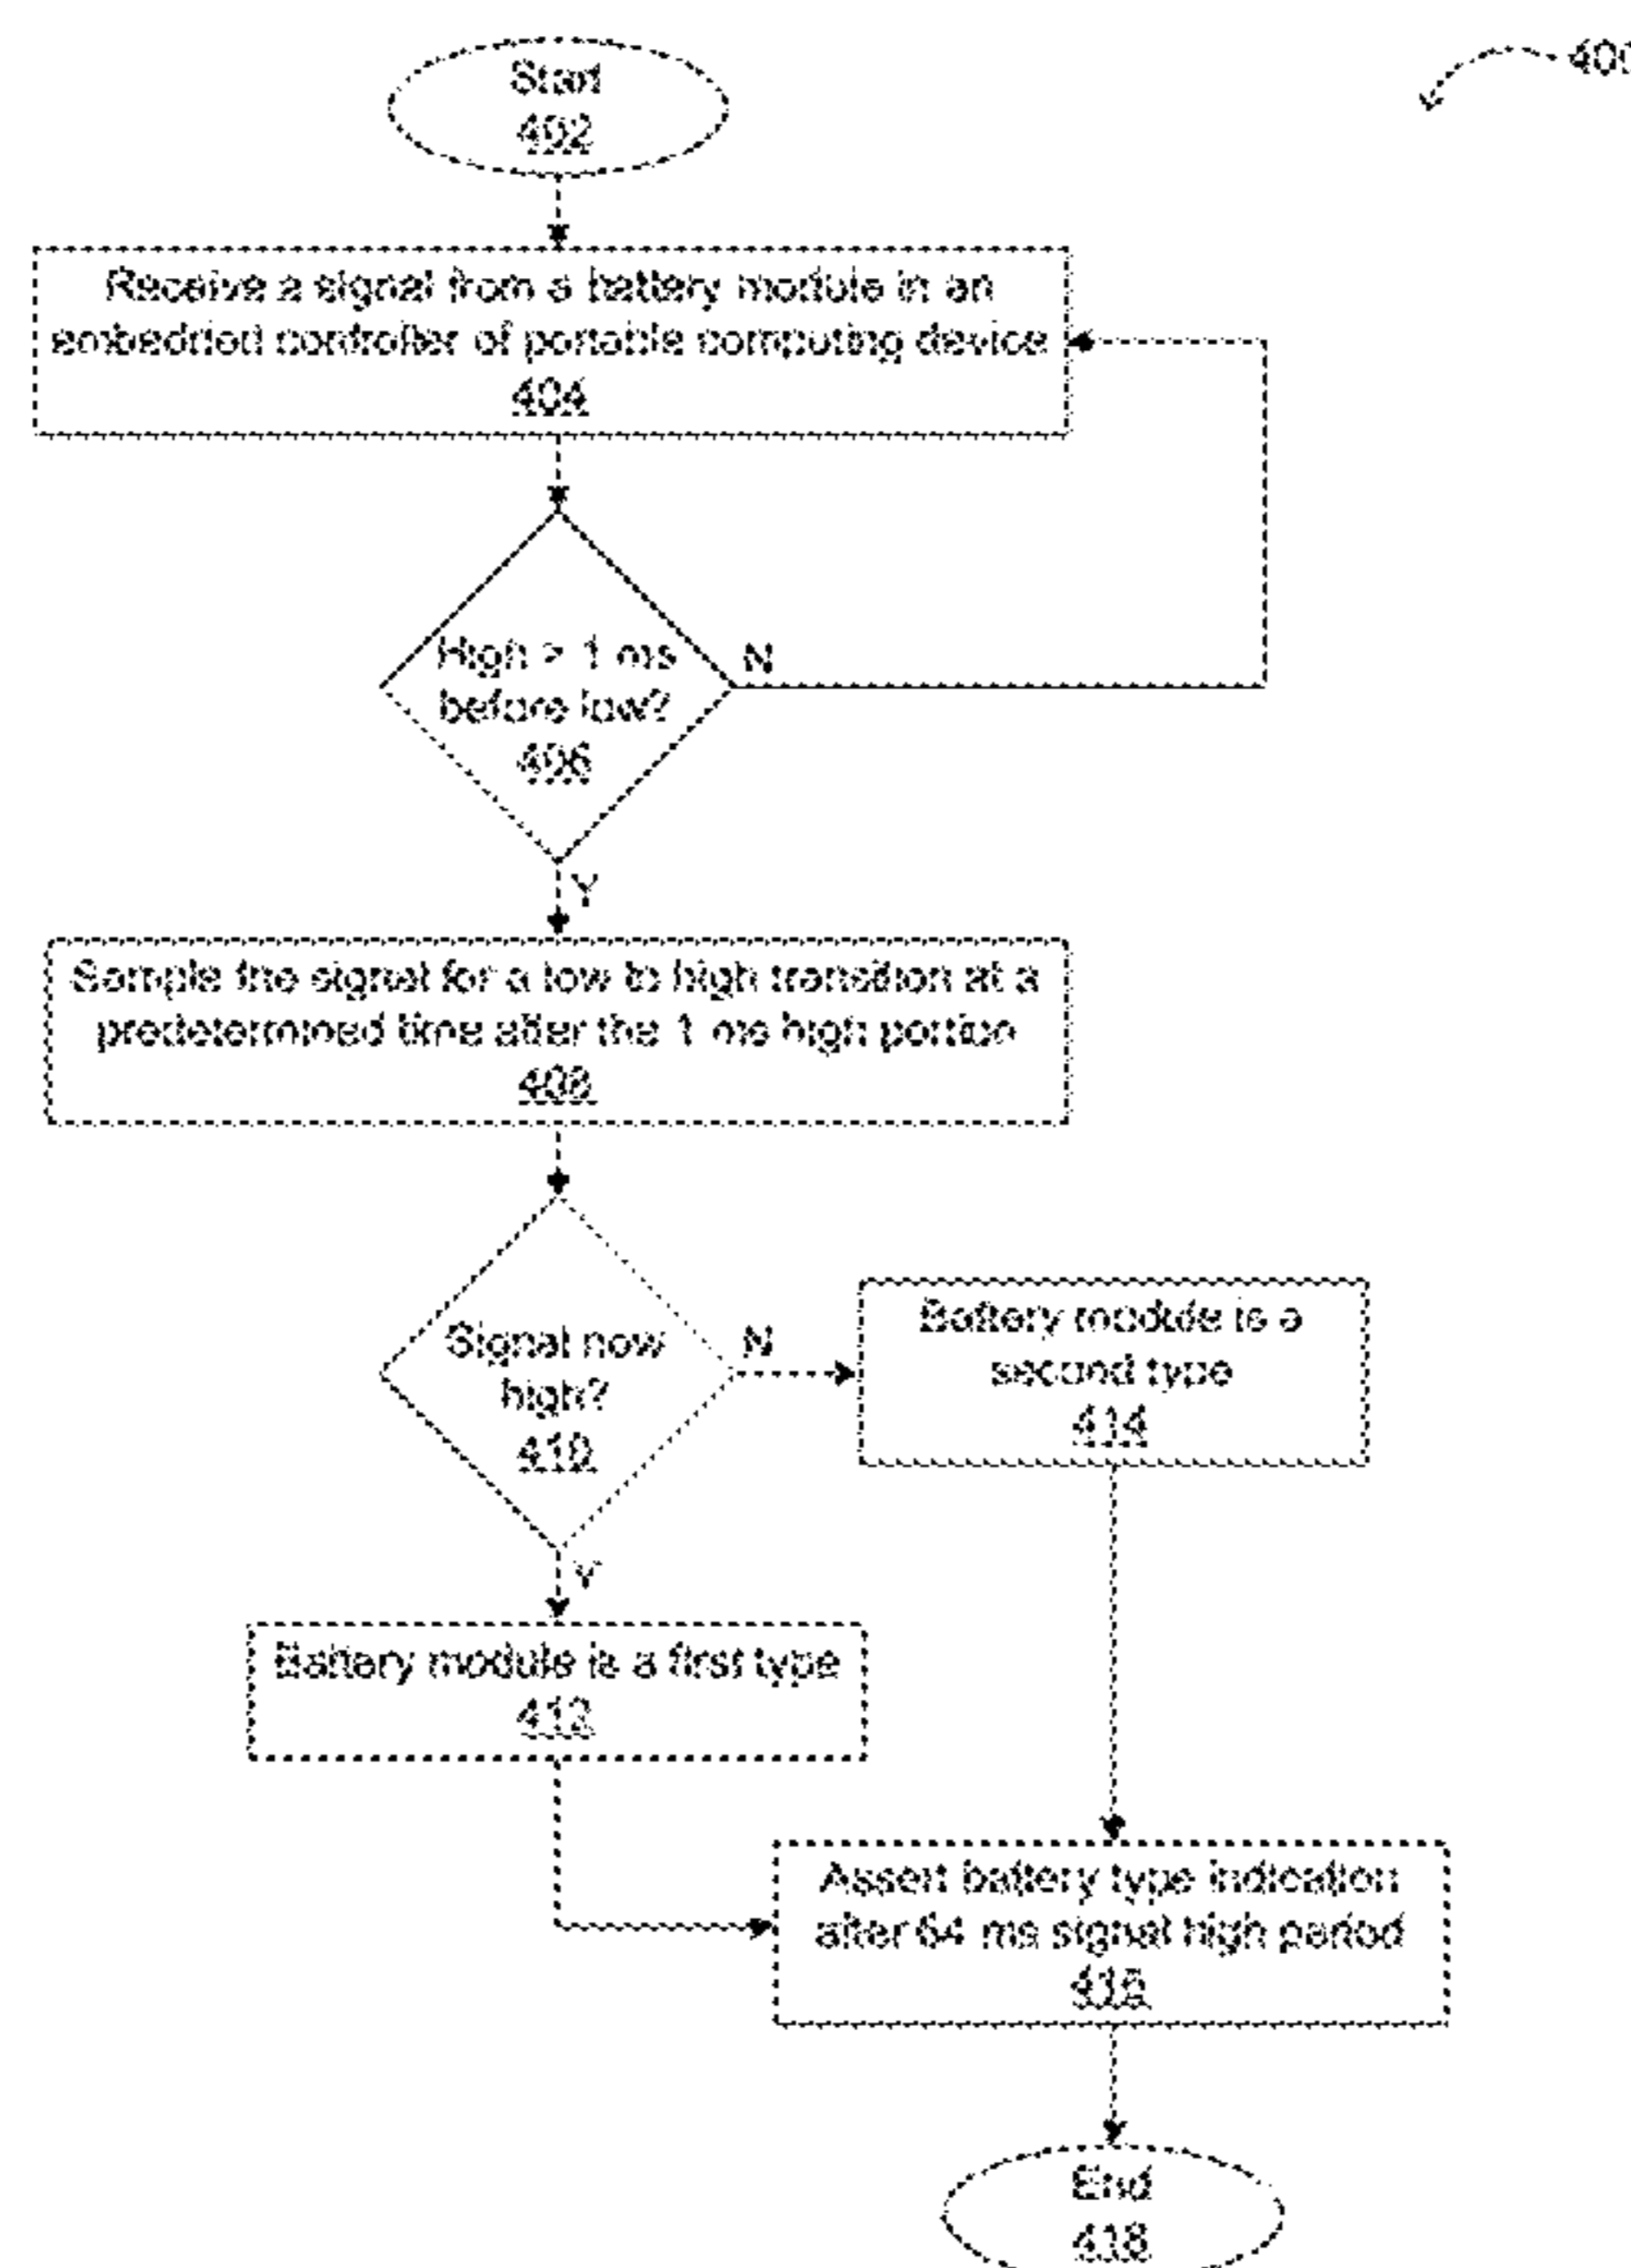 400
Start
402
Receive a signal from a battery module in an
embedded controller of portable computing device
404
High > 1 ms
before low?
406
N
Y
Sample the signal for a low to high transition at a
predetermined time after the 1 ms high portion
408
Signal now
high?
410
N
Battery module is a
second type
414
Y
Battery module is a first type
412
Assert battery type indication
after 64 ms signal high period
416
End
418